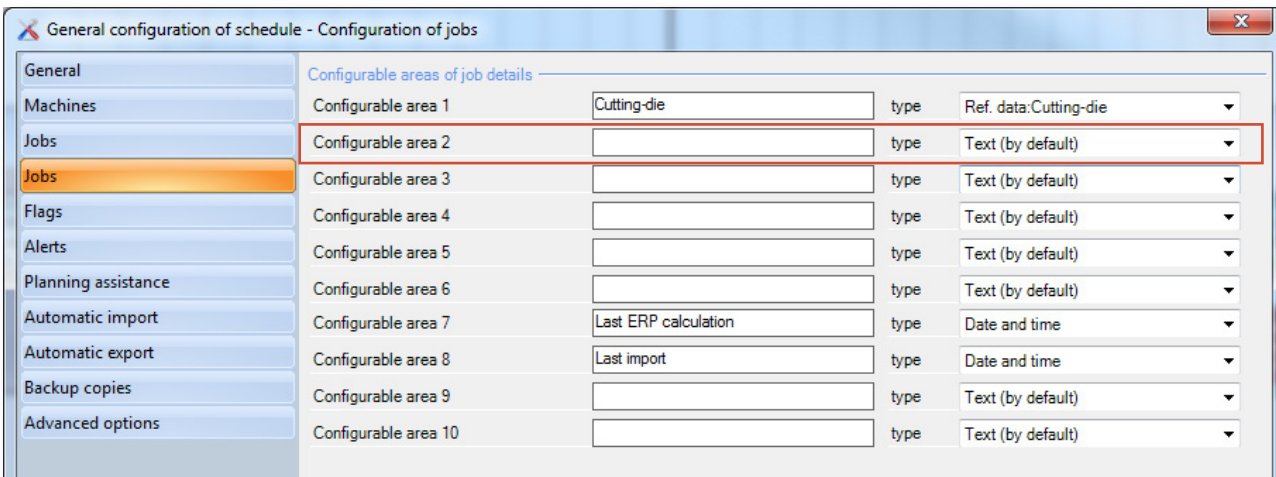 General configuration of schedule - Configuration of jobs
x
General
Machines
Jobs
Jobs
Flags
Alerts
Planning assistance
Automatic import
Automatic export
Backup copies
Advanced options
Configurable areas of job details
Configurable area 1 Cutting-die type Ref. data:Cutting-die
Configurable area 2 type Text (by default)
Configurable area 3 type Text (by default)
Configurable area 4 type Text (by default)
Configurable area 5 type Text (by default)
Configurable area 6 type Text (by default)
Configurable area 7 Last ERP calculation type Date and time
Configurable area 8 Last import type Date and time
Configurable area 9 type Text (by default)
Configurable area 10 type Text (by default)